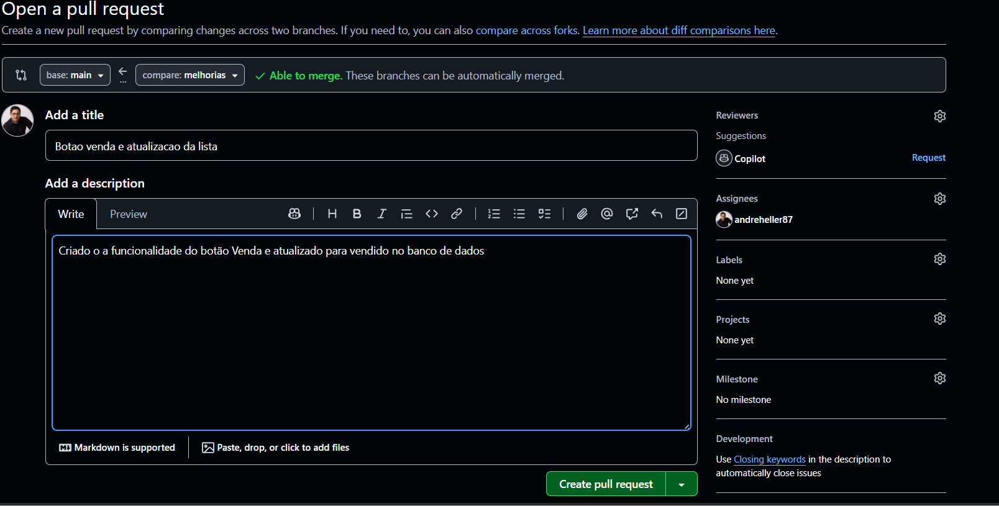 Open a pull request
Create a new pull request by comparing changes across two branches. If you need to, you can also compare across forks. Learn more about diff comparisons here.
base: main
...
compare: melhorias
Able to merge. These branches can be automatically merged.
Add a title
Botao venda e atualizacao da lista
Add a description
Write
Preview
Criado o a funcionalidade do botão Venda e atualizado para vendido no banco de dados
Markdown is supported
Paste, drop, or click to add files
Create pull request
Reviewers
Suggestions
Copilot
Request
Assignees
andreheller87
Labels
None yet
Projects
None yet
Milestone
No milestone
Development
Use Closing keywords in the description to
automatically close issues